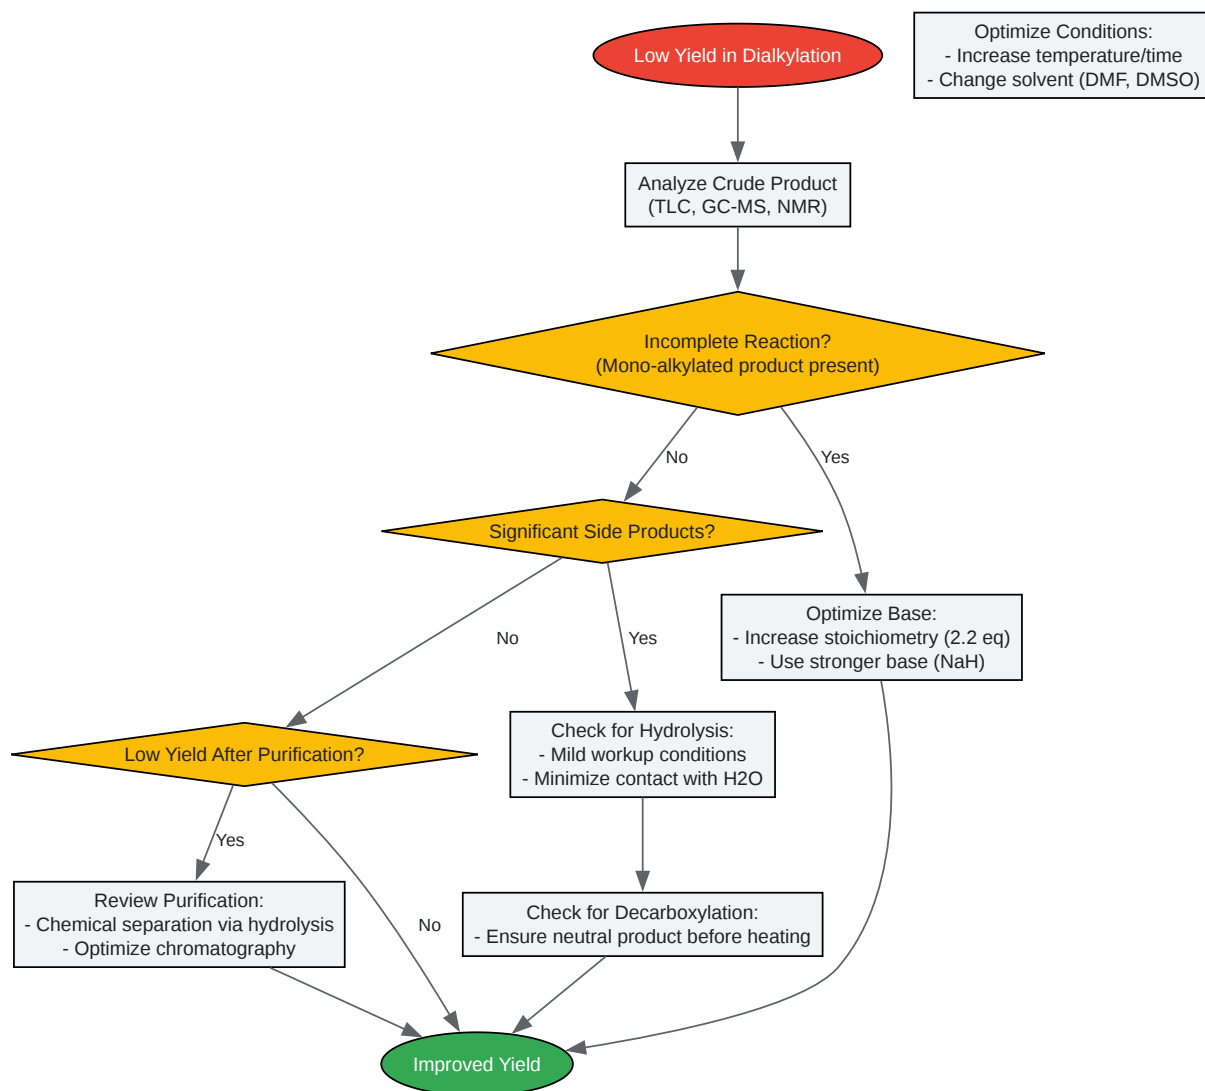 Low Yield in Dialkylation
Optimize Conditions:
- Increase temperature/time
- Change solvent (DMF, DMSO)
Analyze Crude Product
(TLC, GC-MS, NMR)
Incomplete Reaction?
(Mono-alkylated product present)
No
Yes
Significant Side Products?
Optimize Base:
- Increase stoichiometry (2.2 eq)
- Use stronger base (NaH)
No
Yes
Low Yield After Purification?
Check for Hydrolysis:
- Mild workup conditions
- Minimize contact with H2O
Yes
No
Review Purification:
- Chemical separation via hydrolysis
- Optimize chromatography
Check for Decarboxylation:
- Ensure neutral product before heating
Improved Yield